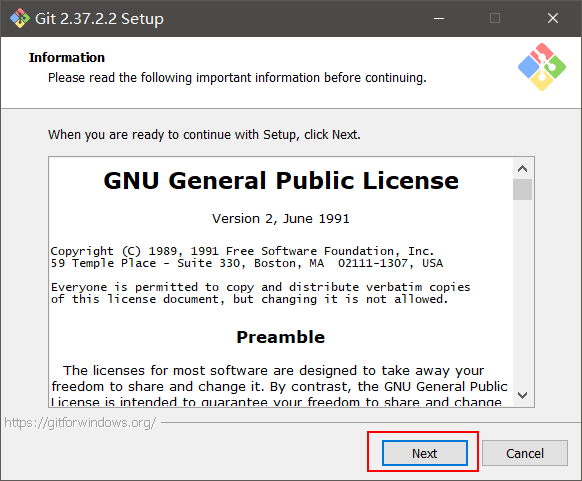 Git 2.37.2.2 Setup
Information
Please read the following important information before continuing.
When you are ready to continue with Setup, click Next.
GNU General Public License
Version 2, June 1991
Copyright (C) 1989, 1991 Free Software Foundation, Inc.
59 Temple Place - Suite 330, Boston, MA  02111-1307, USA
Everyone is permitted to copy and distribute verbatim copies
of this license document, but changing it is not allowed.
Preamble
The licenses for most software are designed to take away your
freedom to share and change it. By contrast, the GNU General Public
License is intended to guarantee your freedom to share and change
https://gitforwindows.org/
Next
Cancel